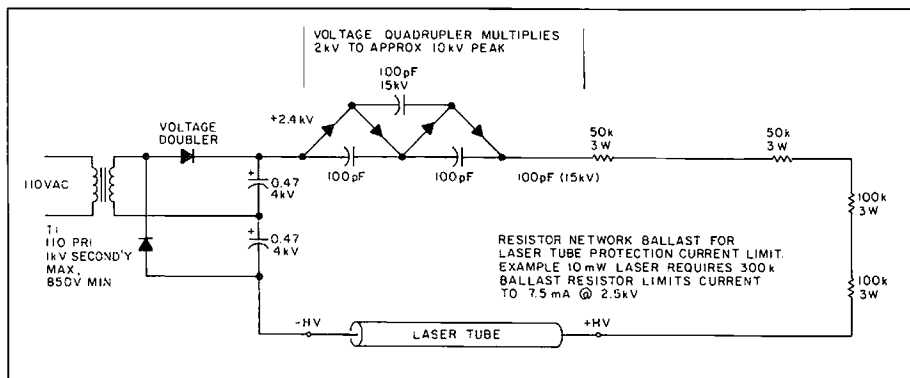 VOLTAGE QUADRUPLER MULTIPLIES
2kV TO APPROX 10kV PEAK
100pF
15kV
+2.4kV
VOLTAGE
DOUBLER
50k
3W
50k
3W
110VAC
+
0.47
4kV
100pF
100pF
100pF (15kV)
100k
3W
T1
110 PRI
1kV SECOND'Y
MAX,
850V MIN
+
0.47
4kV
RESISTOR NETWORK BALLAST FOR
LASER TUBE PROTECTION CURRENT LIMIT.
EXAMPLE 10mW LASER REQUIRES 300k
BALLAST RESISTOR LIMITS CURRENT
TO 7.5mA @ 2.5kV
100k
3W
-HV
LASER TUBE
+HV